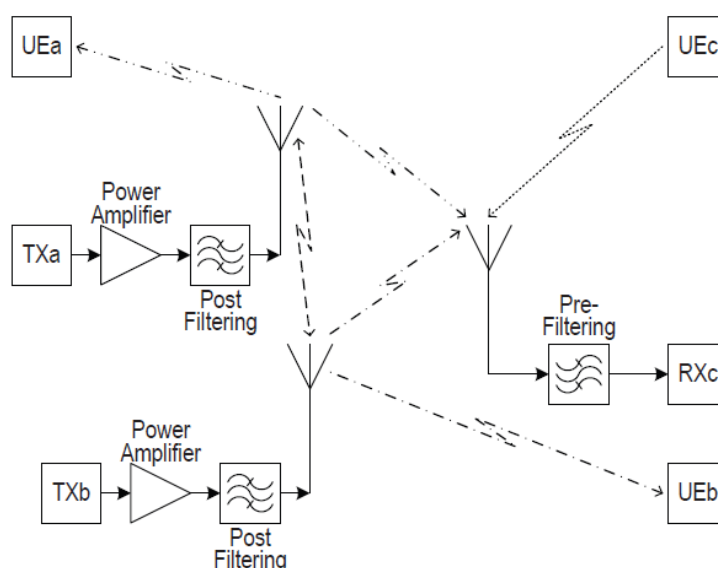 UEa
UEc
Power
Amplifier
TXa
Post
Filtering
Pre-
Filtering
RXc
Power
Amplifier
TXb
UEb
Post
Filtering